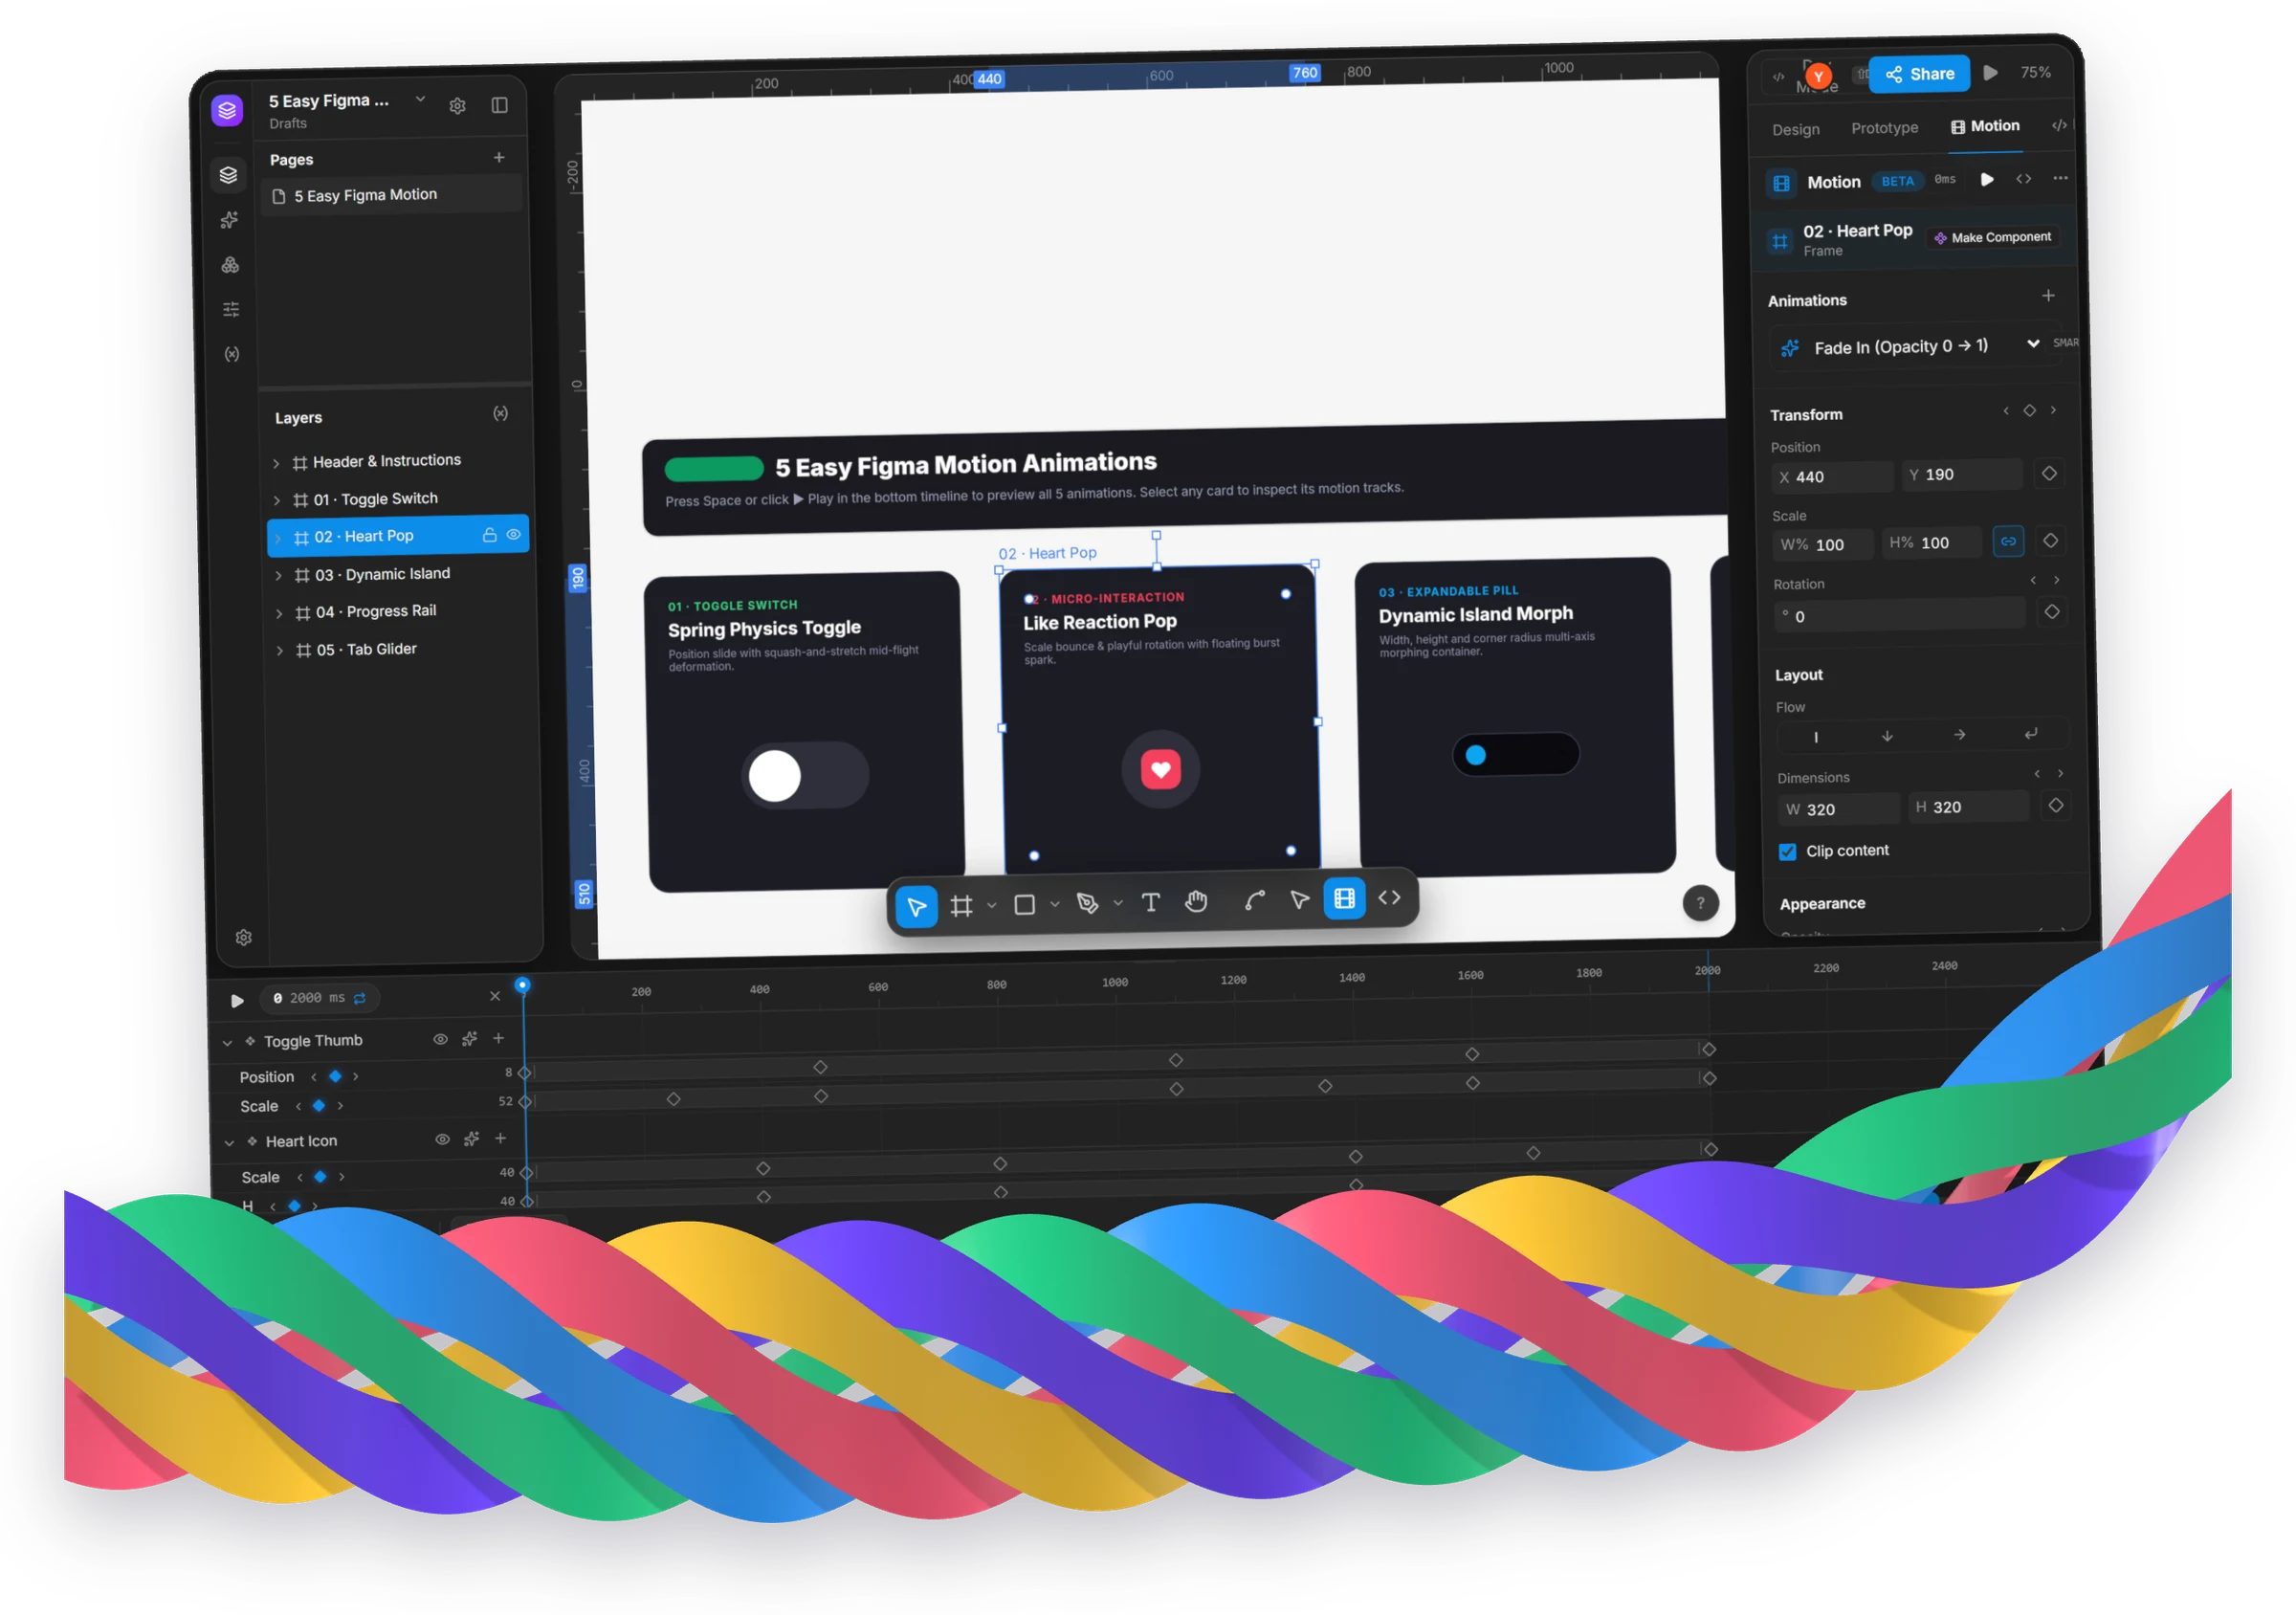 5 Easy Figma ...
Drafts
Pages
5 Easy Figma Motion
Layers
Header & Instructions
01 · Toggle Switch
02 · Heart Pop
03 · Dynamic Island
04 · Progress Rail
05 · Tab Glider
200
440
600
760
800
1000
-200
0
190
400
510
5 Easy Figma Motion Animations
Press Space or click ▶ Play in the bottom timeline to preview all 5 animations. Select any card to inspect its motion tracks.
02 · Heart Pop
01 · TOGGLE SWITCH
Spring Physics Toggle
Position slide with squash-and-stretch mid-flight
deformation.
· MICRO-INTERACTION
Like Reaction Pop
Scale bounce & playful rotation with floating burst
spark.
03 · EXPANDABLE PILL
Dynamic Island Morph
Width, height and corner radius multi-axis
morphing container.
?
Y
Share
75%
Design
Prototype
Motion
Motion
BETA
0ms
02 · Heart Pop
Frame
Make Component
Animations
Fade In (Opacity 0 → 1)
SMAR
Transform
Position
X 440
Y 190
Scale
W% 100
H% 100
Rotation
° 0
Layout
Flow
Dimensions
W 320
H 320
Clip content
Appearance
0 2000 ms
200
400
600
800
1000
1200
1400
1600
1800
2000
2200
2400
Toggle Thumb
Position
8
Scale
52
Heart Icon
Scale
40
H
40